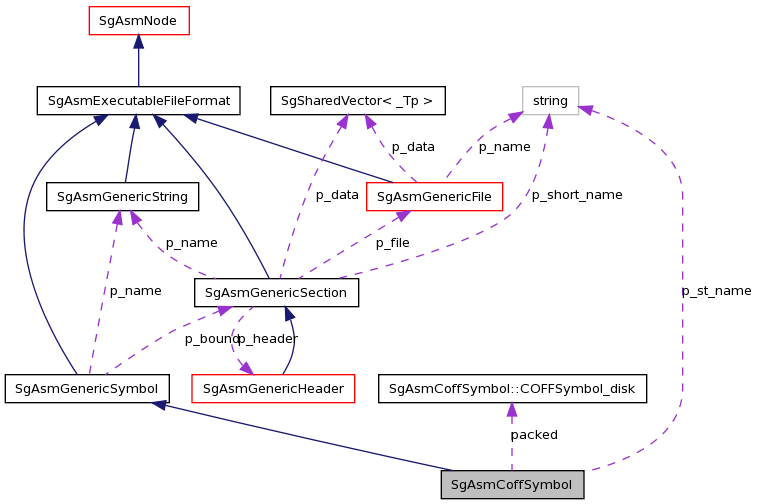 SgAsmNode
SgAsmExecutableFileFormat
SgSharedVector< _Tp >
string
p_data
p_name
SgAsmGenericString
SgAsmGenericFile
p_data
p_short_name
p_name
p_file
SgAsmGenericSection
p_name
p_st_name
p_bound
p_header
SgAsmGenericSymbol
SgAsmGenericHeader
SgAsmCoffSymbol::COFFSymbol_disk
packed
SgAsmCoffSymbol